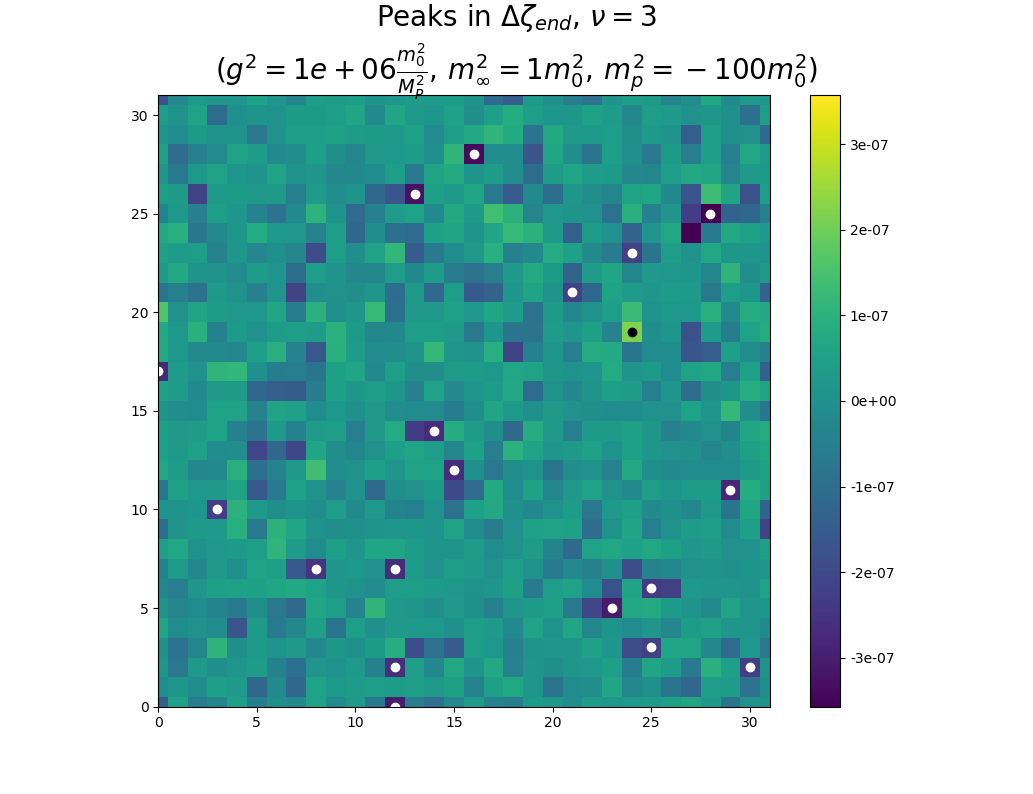 Peaks in Δζ_end, ν = 3
(g² = 1e + 06 m₀²/M_P², m_∞² = 1m₀², m_p² = −100m₀²)
30
25
20
15
10
5
0
0 5 10 15 20 25 30
3e-07
2e-07
1e-07
0e+00
-1e-07
-2e-07
-3e-07